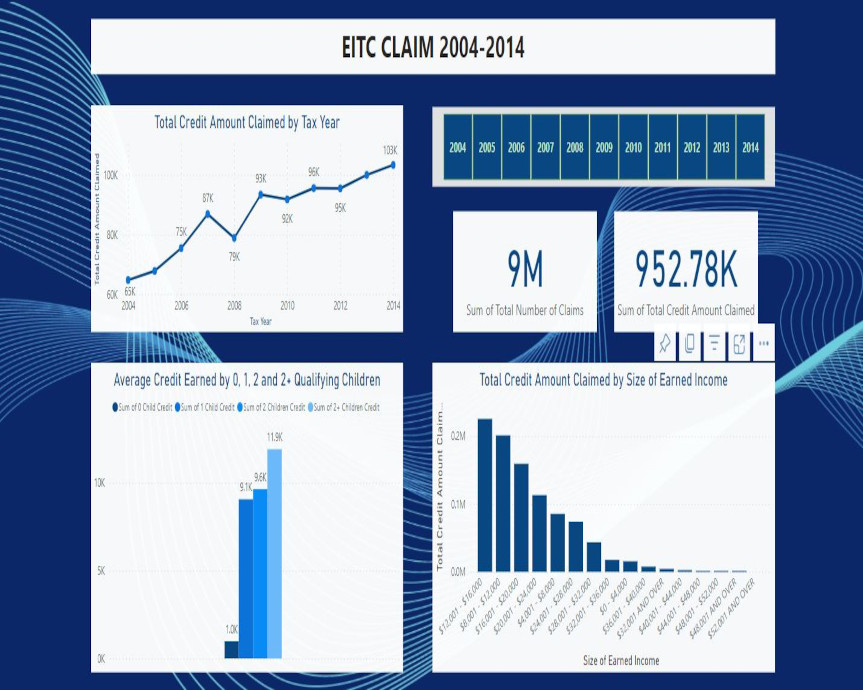 EITC CLAIM 2004-2014
Total Credit Amount Claimed by Tax Year
Total Credit Amount Claimed
100K
80K
60K
65K
75K
87K
79K
93K
92K
96K
95K
103K
2004 2006 2008 2010 2012 2014
Tax Year
2004 2005 2006 2007 2008 2009 2010 2011 2012 2013 2014
9M
Sum of Total Number of Claims
952.78K
Sum of Total Credit Amount Claimed
Average Credit Earned by 0, 1, 2 and 2+ Qualifying Children
Sum of 0 Child Credit Sum of 1 Child Credit Sum of 2 Children Credit Sum of 2+ Children Credit
10K
5K
0K
1.0K
9.1K
9.6K
11.9K
Total Credit Amount Claimed by Size of Earned Income
Total Credit Amount Claim...
0.2M
0.1M
0.0M
$12,001 - $16,000
$8,001 - $12,000
$16,001 - $20,000
$20,001 - $24,000
$4,001 - $8,000
$24,001 - $28,000
$28,001 - $32,000
$32,001 - $36,000
$0 - $4,000
$36,001 - $40,000
$32,001 AND OVER
$40,001 - $44,000
$44,001 - $48,000
$48,001 - $52,000
$48,001 AND OVER
$52,001 AND OVER
Size of Earned Income